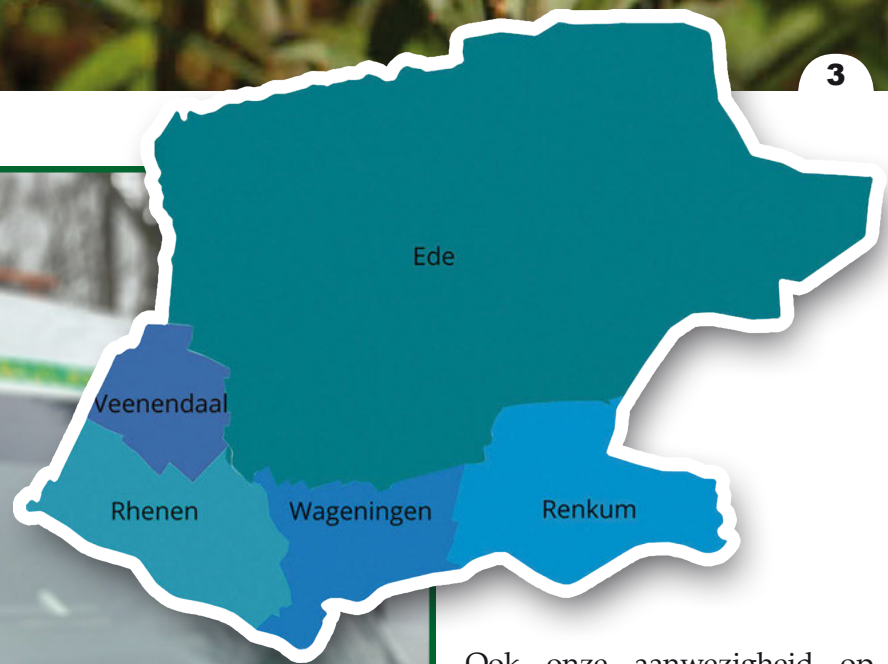 3
Ede
Veenendaal
Rhenen
Wageningen
Renkum
Ook onze aanwezigheid op